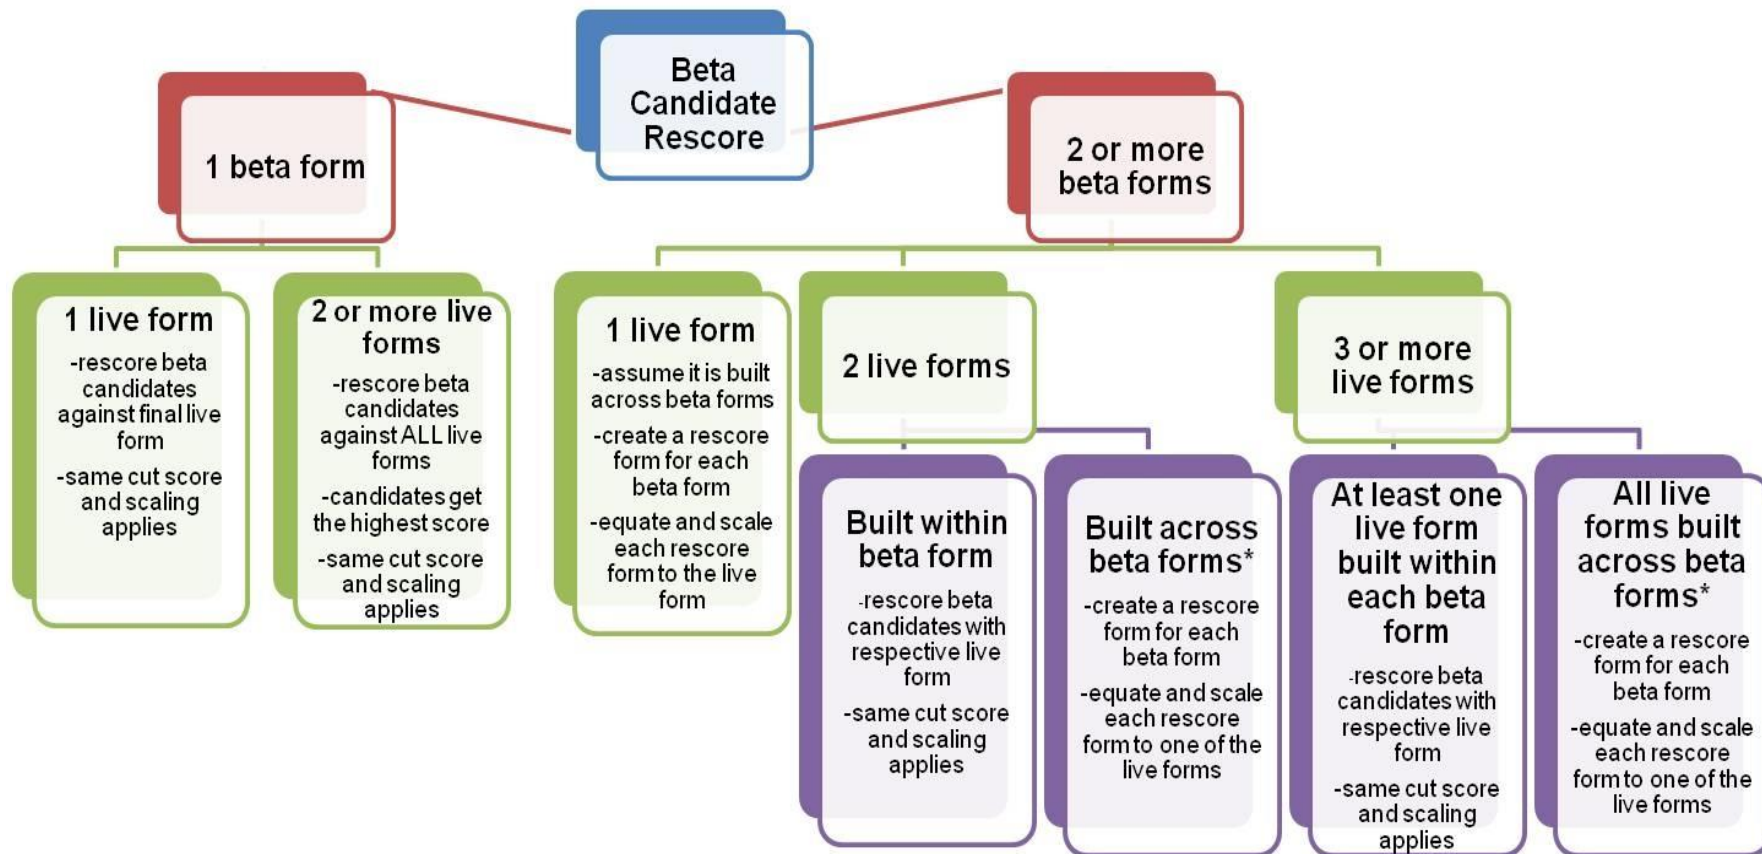 Beta
Candidate
Rescore
1 beta form
2 or more
beta forms
1 live form
-rescore beta
candidates
against final live
form
-same cut score
and scaling
applies
2 or more live
forms
-rescore beta
candidates
against ALL live
forms
-candidates get
the highest score
-same cut score
and scaling
applies
1 live form
-assume it is built
across beta forms
-create a rescore
form for each
beta form
-equate and scale
each rescore
form to the live
form
2 live forms
3 or more
live forms
Built within
beta form
-rescore beta
candidates with
respective live
form
-same cut score
and scaling
applies
Built across
beta forms*
-create a rescore
form for each
beta form
-equate and scale
each rescore
form to one of the
live forms
At least one
live form
built within
each beta
form
-rescore beta
candidates with
respective live
form
-same cut score
and scaling
applies
All live
forms built
across beta
forms*
-create a rescore
form for each
beta form
-equate and scale
each rescore
form to one of the
live forms